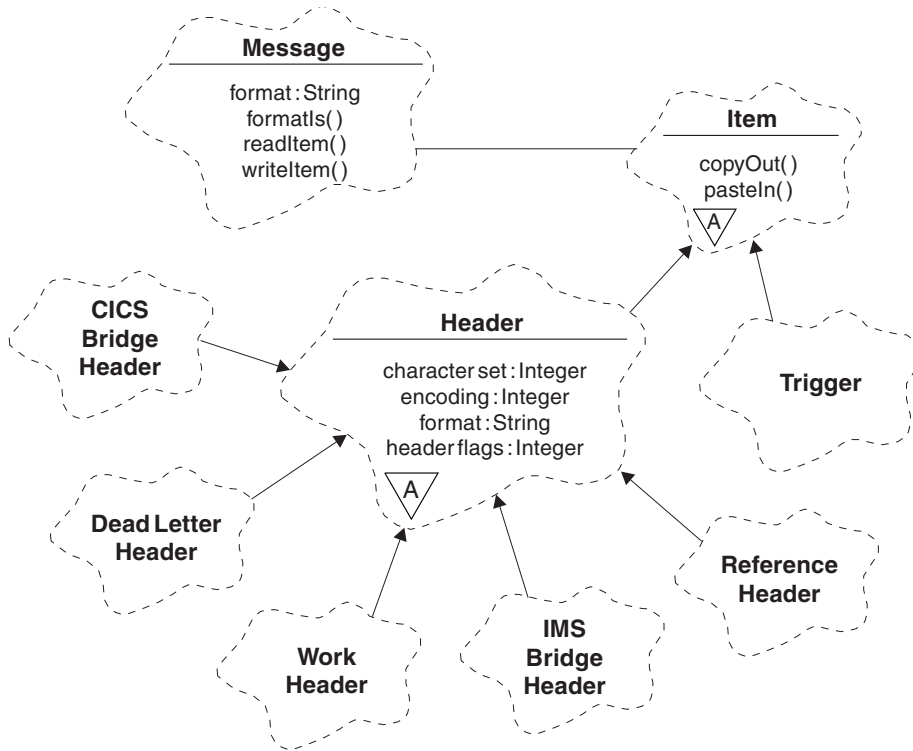 Message
format : String
formatIs( )
readItem( )
writeItem( )
Item
copyOut( )
pasteIn( )
A
CICS
Bridge
Header
Header
character set : Integer
encoding : Integer
format : String
header flags : Integer
A
Trigger
Dead Letter
Header
Reference
Header
Work
Header
IMS
Bridge
Header